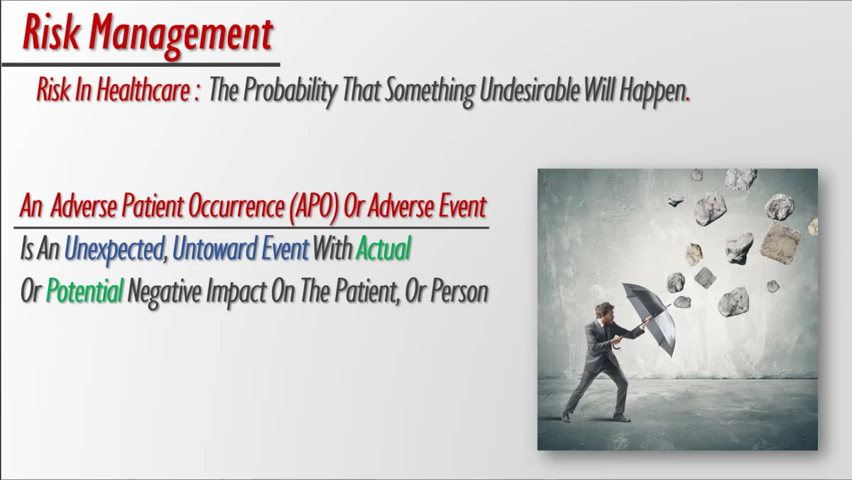 Risk Management
Risk In Healthcare : The Probability That Something Undesirable Will Happen.
An Adverse Patient Occurrence (APO) Or Adverse Event
Is An Unexpected, Untoward Event With Actual
Or Potential Negative Impact On The Patient, Or Person